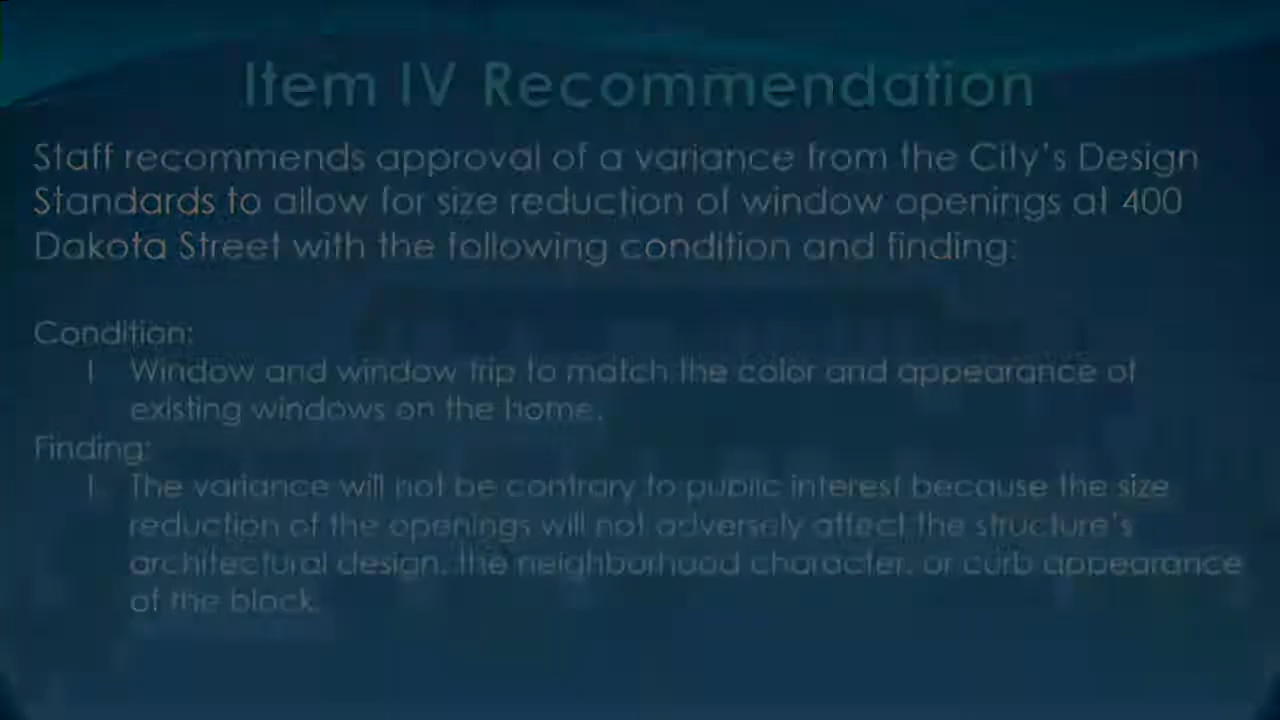 Item IV Recommendation
Staff recommends approval of a variance from the City's Design
Standards to allow for size reduction of window openings at 400
Dakota Street with the following condition and finding:
Condition:
1. Window and window trip to match the color and appearance of
existing windows on the home.
Finding:
1. The variance will not be contrary to public interest because the size
reduction of the openings will not adversely affect the structure's
architectural design, the neighborhood character, or curb appearance
of the block.